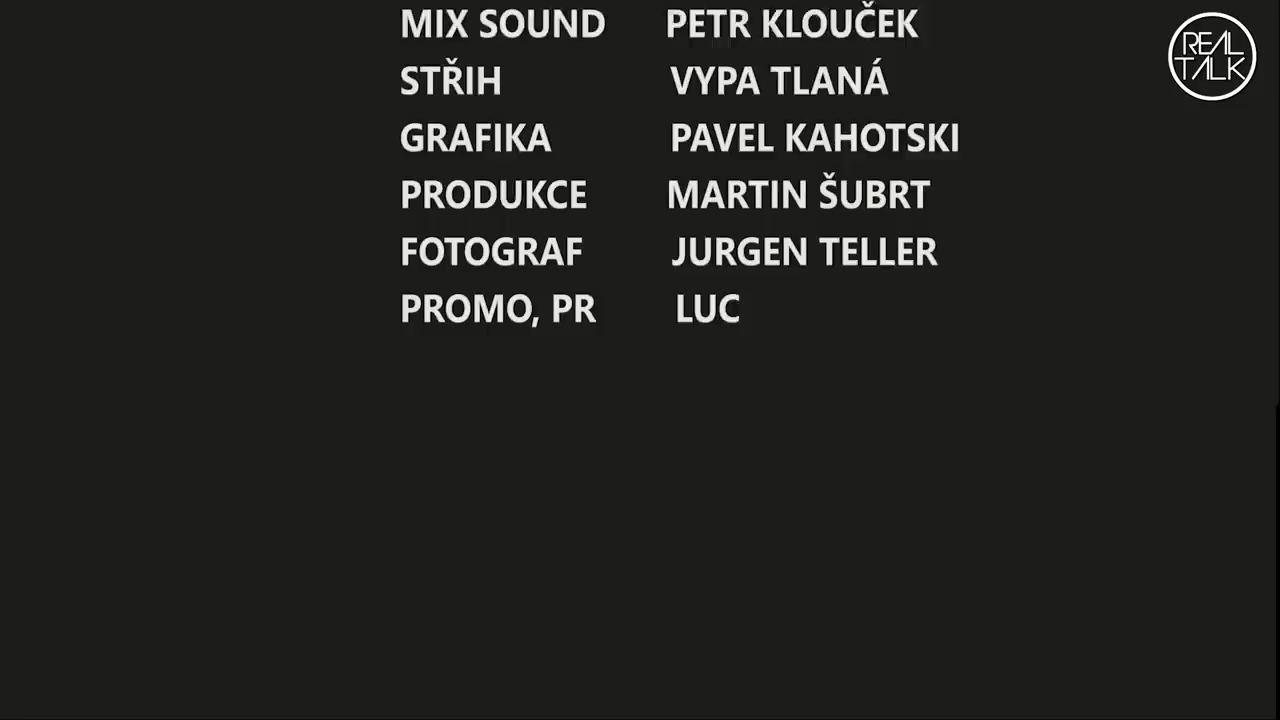 MIX SOUND PETR KLOUČEK
STŘIH VYPA TLANÁ
GRAFIKA PAVEL KAHOTSKI
PRODUKCE MARTIN ŠUBRT
FOTOGRAF JURGEN TELLER
PROMO, PR LUC
REAL
TALK